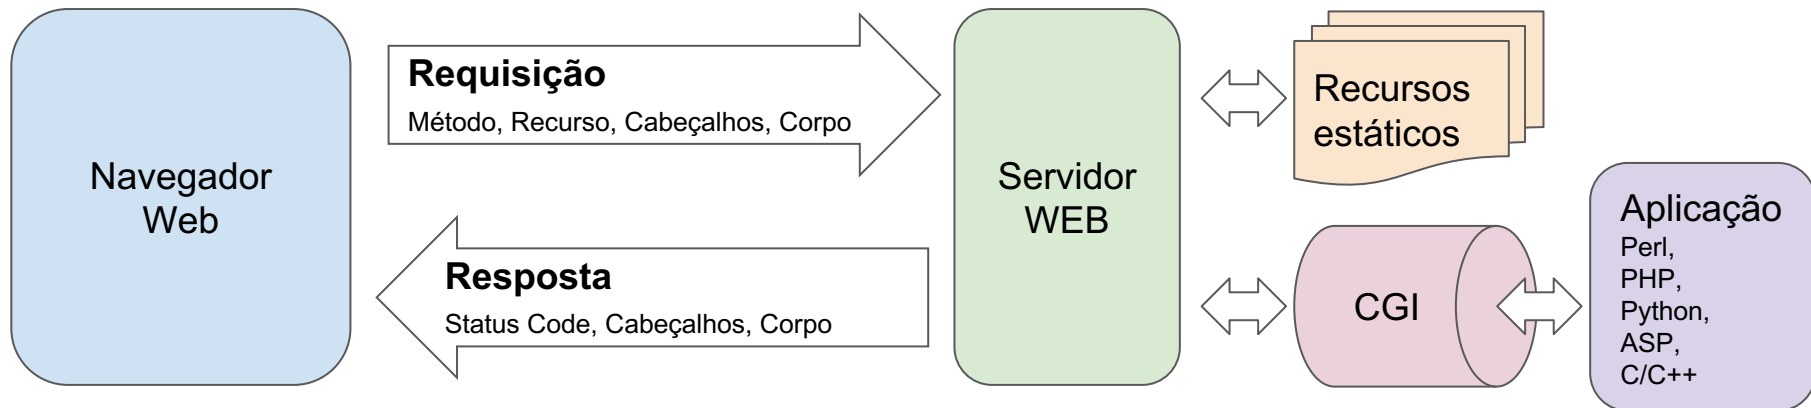 Navegador
Web
Requisição
Método, Recurso, Cabeçalhos, Corpo
Resposta
Status Code, Cabeçalhos, Corpo
Servidor
WEB
Recursos
estáticos
CGI
Aplicação
Perl,
PHP,
Python,
ASP,
C/C++